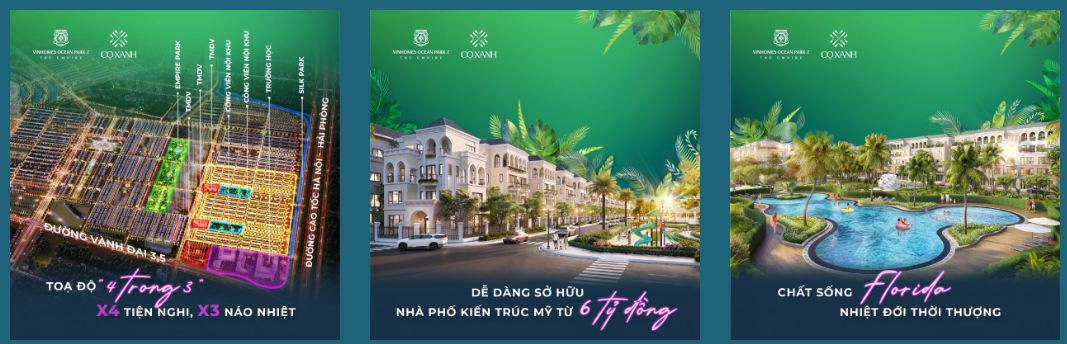 VINHOMES OCEAN PARK 2
THE EMPIRE
CỌ XANH
EMPIRE PARK
TMDV
TMDV
TMDV
CÔNG VIÊN NỘI KHU
CÔNG VIÊN NỘI KHU
TRƯỜNG HỌC
SILK PARK
ĐƯỜNG CAO TỐC HÀ NỘI - HẢI PHÒNG
ĐƯỜNG VÀNH ĐAI 3,5
TOẠ ĐỘ "4 trong 3"
X4 TIỆN NGHI, X3 NÁO NHIỆT
VINHOMES OCEAN PARK 2
THE EMPIRE
CỌ XANH
DỄ DÀNG SỞ HỮU
NHÀ PHỐ KIẾN TRÚC MỸ TỪ 6 tỷ đồng
VINHOMES OCEAN PARK 2
THE EMPIRE
CỌ XANH
CHẤT SỐNG Florida
NHIỆT ĐỚI THỜI THƯỢNG